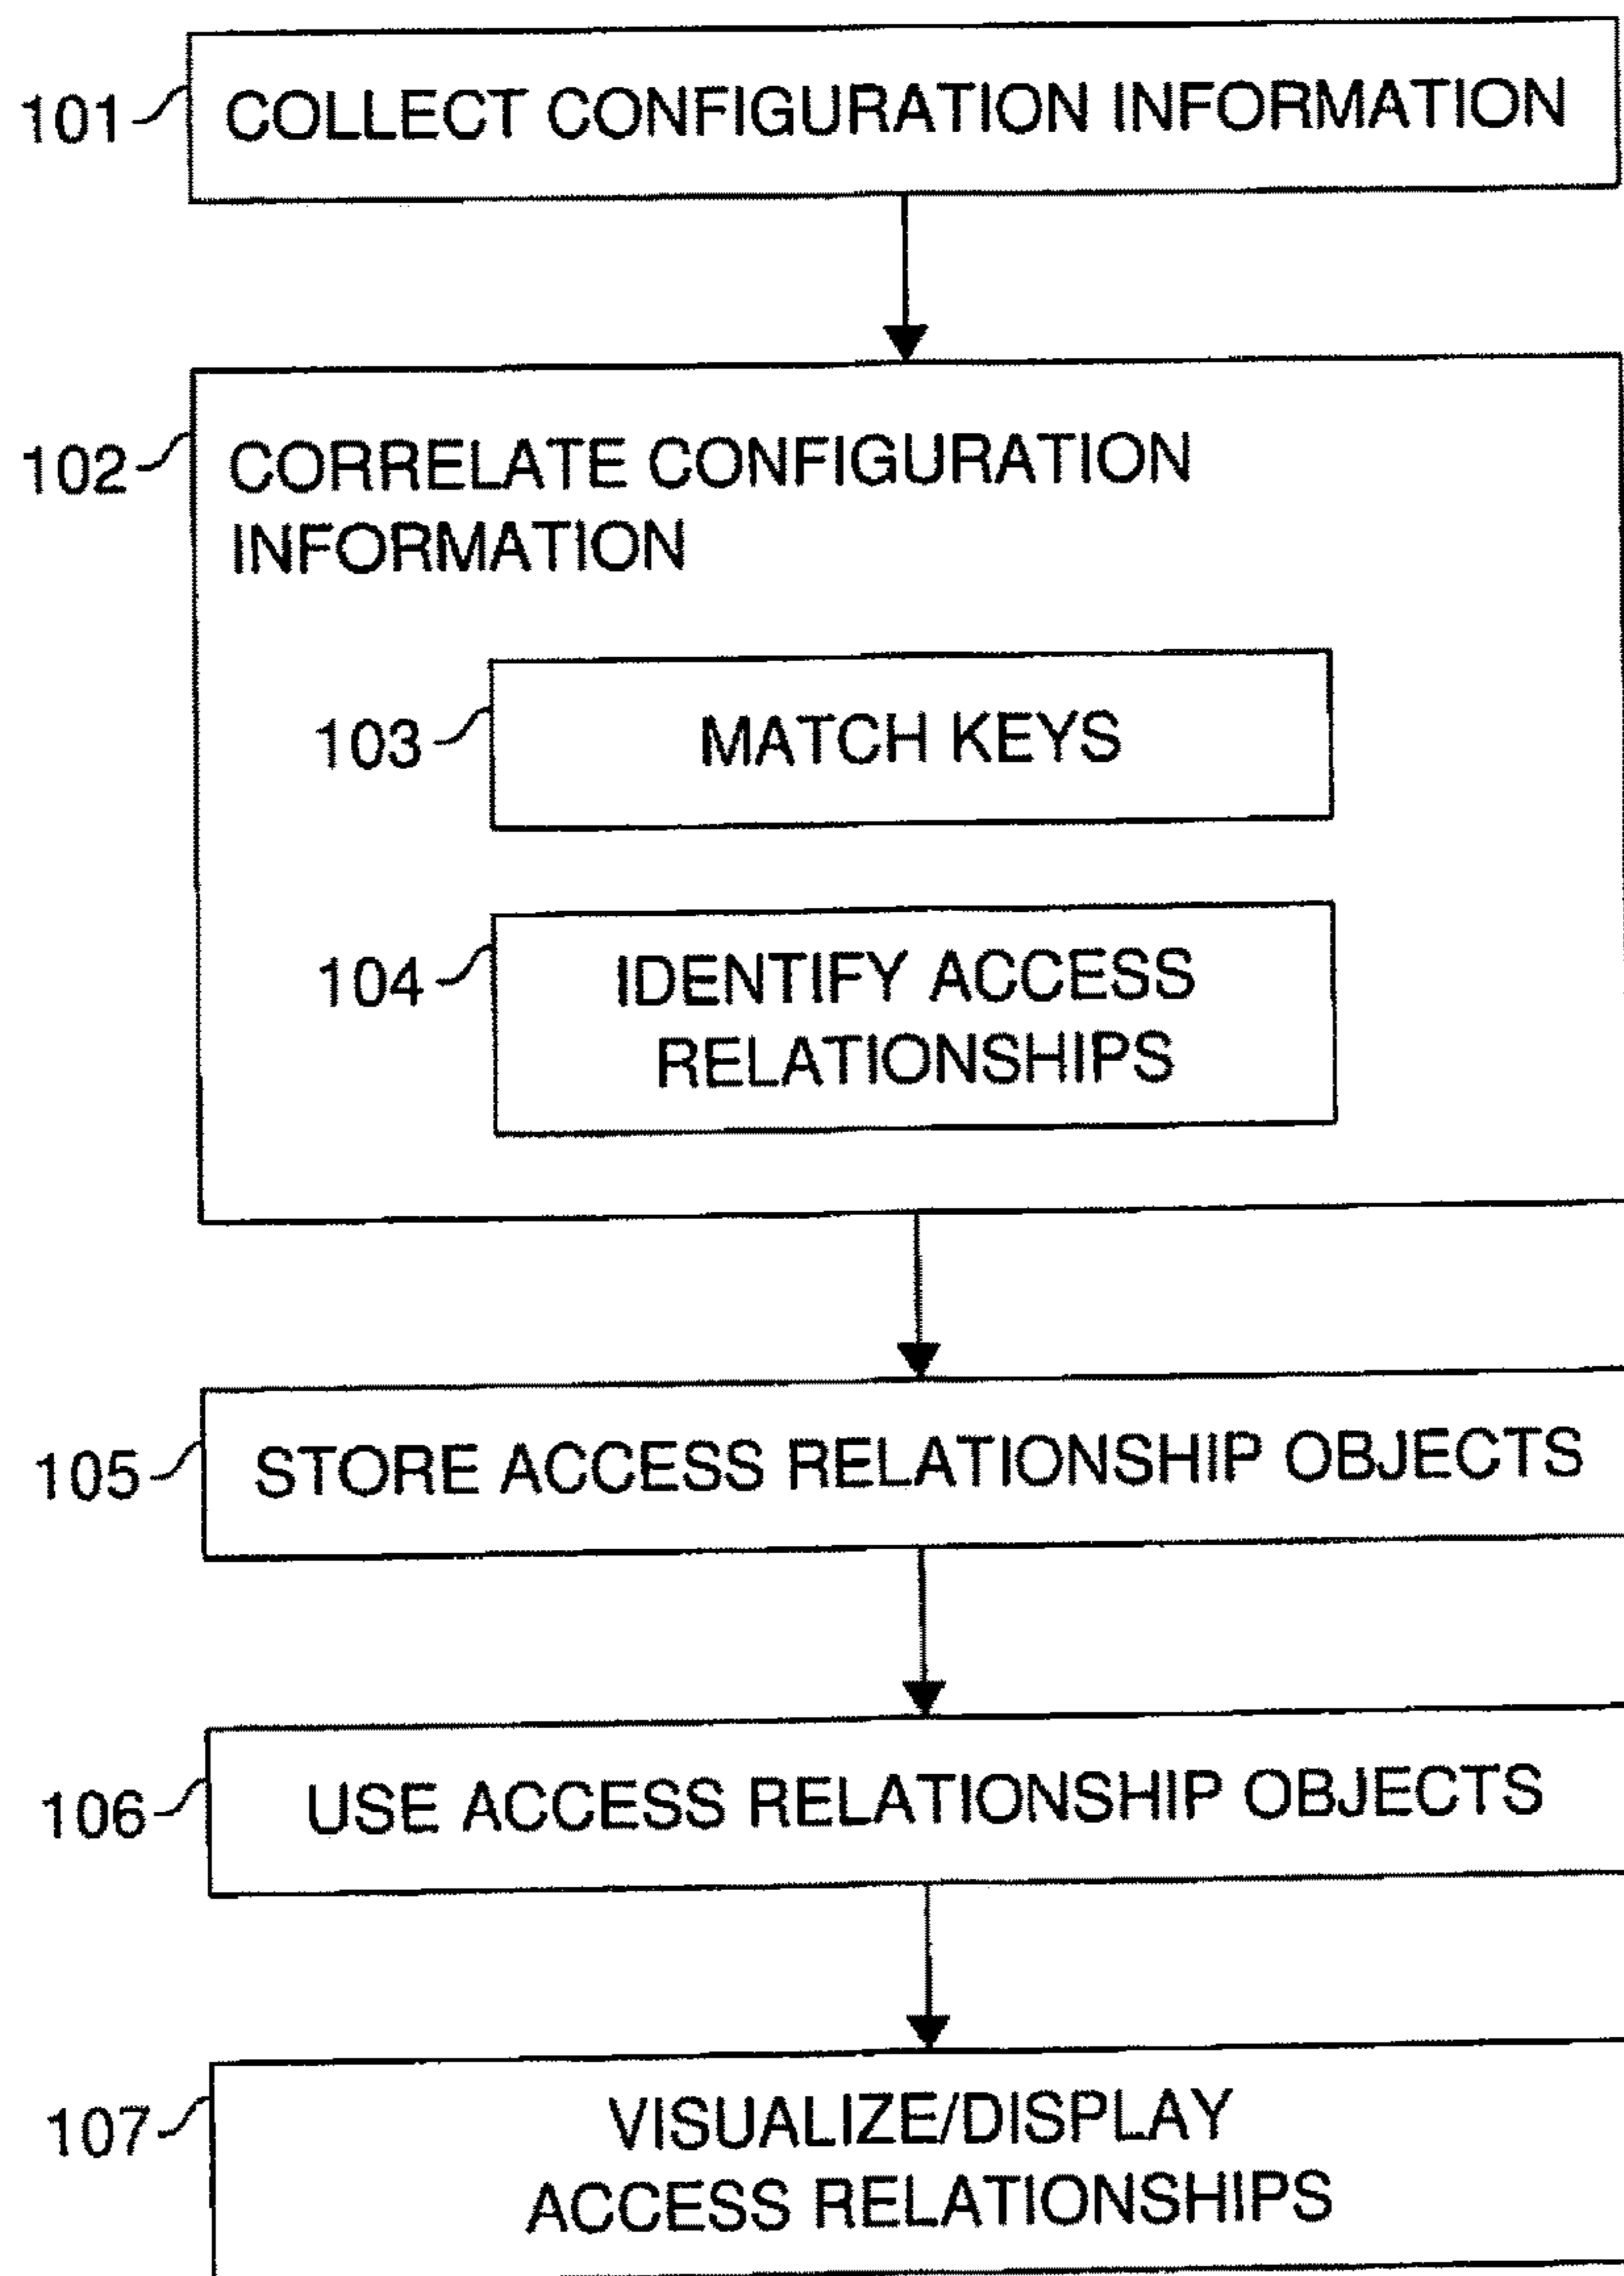 101 COLLECT CONFIGURATION INFORMATION
102 CORRELATE CONFIGURATION
INFORMATION
103 MATCH KEYS
104 IDENTIFY ACCESS
RELATIONSHIPS
105 STORE ACCESS RELATIONSHIP OBJECTS
106 USE ACCESS RELATIONSHIP OBJECTS
107 VISUALIZE/DISPLAY
ACCESS RELATIONSHIPS